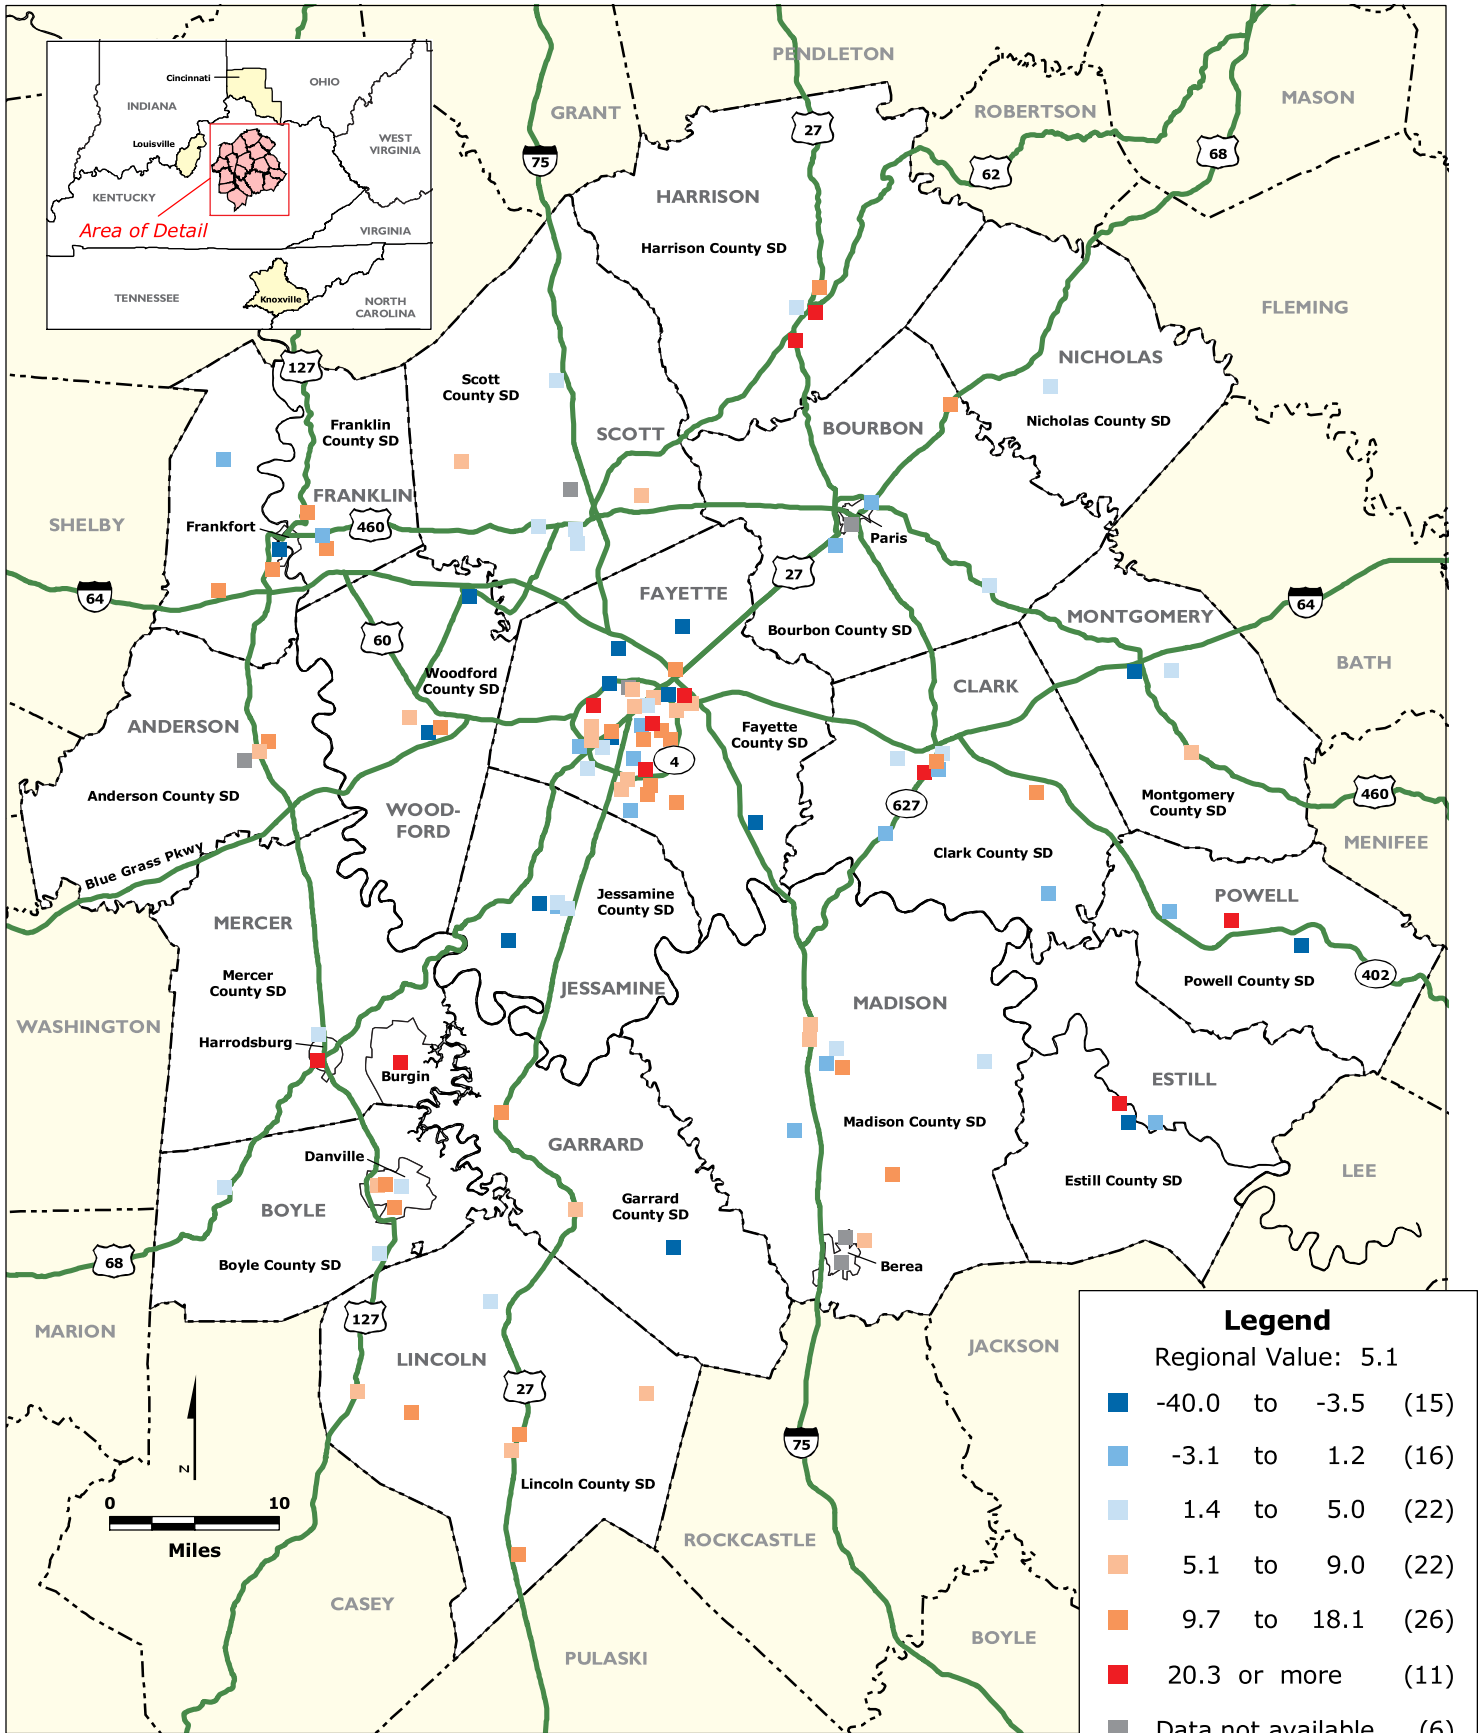 PENDLETON
GRANT
ROBERTSON
MASON
27
75
62
68
Cincinnati
OHIO
INDIANA
Louisville
WEST
VIRGINIA
KENTUCKY
Area of Detail
VIRGINIA
TENNESSEE
Knoxville
NORTH
CAROLINA
HARRISON
Harrison County SD
FLEMING
127
Scott
County SD
NICHOLAS
Nicholas County SD
Franklin
County SD
SCOTT
BOURBON
FRANKLIN
SHELBY
Frankfort
460
Paris
64
27
64
FAYETTE
MONTGOMERY
60
Bourbon County SD
BATH
Woodford
County SD
CLARK
ANDERSON
Fayette
County SD
4
Anderson County SD
627
460
Montgomery
County SD
WOOD-
FORD
MENIFEE
Clark County SD
Blue Grass Pkwy
Jessamine
County SD
POWELL
MERCER
Mercer
County SD
JESSAMINE
402
Powell County SD
MADISON
WASHINGTON
Harrodsburg
Burgin
ESTILL
Madison County SD
GARRARD
Danville
LEE
Estill County SD
Garrard
County SD
BOYLE
68
Boyle County SD
Berea
127
MARION
JACKSON
LINCOLN
27
75
N
Lincoln County SD
0
10
Miles
ROCKCASTLE
CASEY
PULASKI
BOYLE
Legend
Regional Value: 5.1
-40.0 to -3.5 (15)
-3.1 to 1.2 (16)
1.4 to 5.0 (22)
5.1 to 9.0 (22)
9.7 to 18.1 (26)
20.3 or more (11)
Data not available (6)